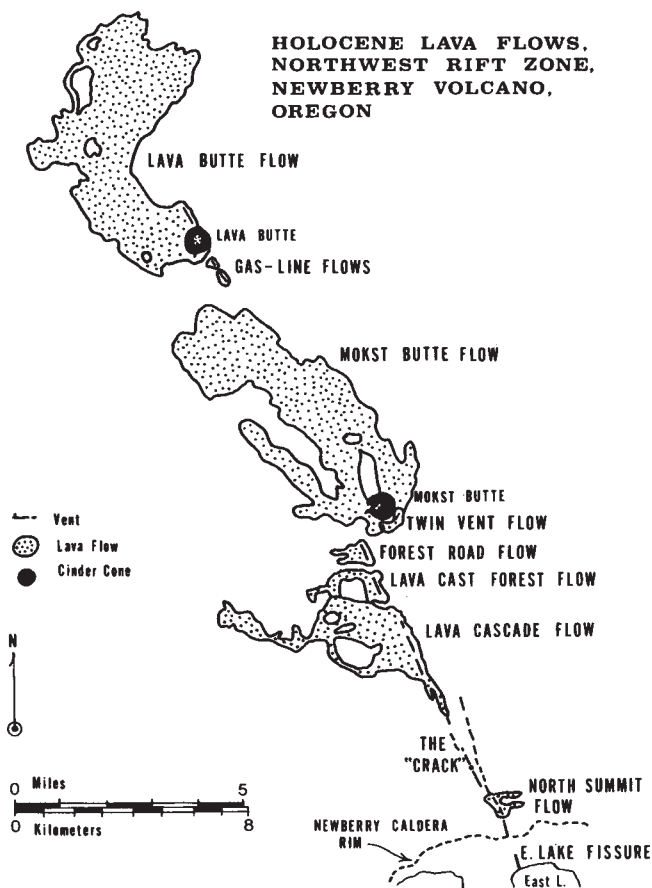 HOLOCENE LAVA FLOWS,
NORTHWEST RIFT ZONE,
NEWBERRY VOLCANO,
OREGON
LAVA BUTTE FLOW
LAVA BUTTE
GAS-LINE FLOWS
MOKST BUTTE FLOW
MOKST BUTTE
TWIN VENT FLOW
FOREST ROAD FLOW
LAVA CAST FOREST FLOW
LAVA CASCADE FLOW
Vent
Lava Flow
Cinder Cone
N
THE
"CRACK"
0 Miles 5
0 Kilometers 8
NORTH SUMMIT
FLOW
NEWBERRY CALDERA
RIM
E. LAKE FISSURE
East L.